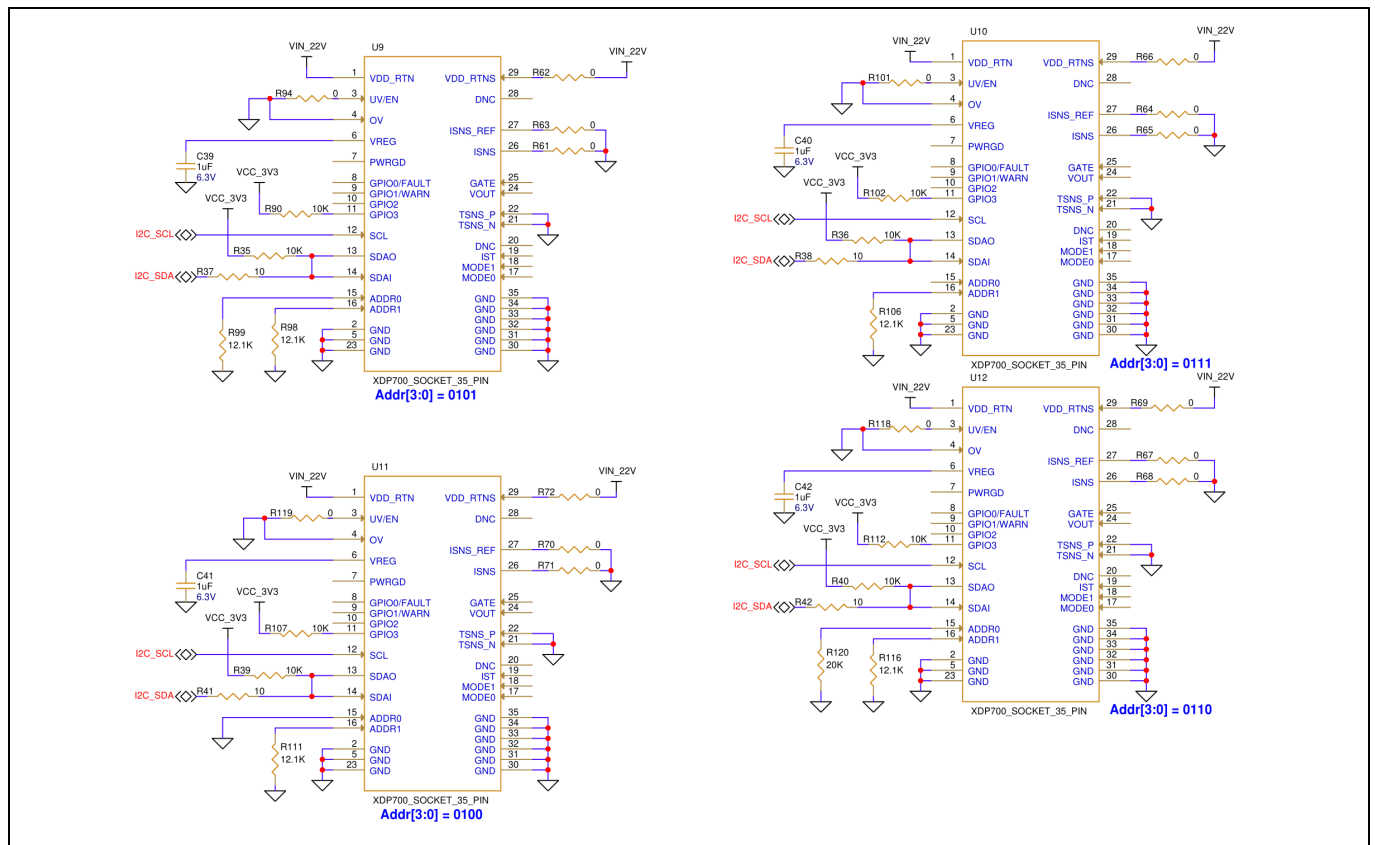 U9
VIN_22V
VIN_22V
1 VDD_RTN VDD_RTNS 29 R62 0
R94 0 3 UV/EN DNC 28
4 OV
ISNS_REF 27 R63 0
6 VREG ISNS 26 R61 0
C39
1uF
6.3V
7 PWRGD
VCC_3V3
8 GPIO0/FAULT GATE 25
9 GPIO1/WARN VOUT 24
10 GPIO2
VCC_3V3
R90 10K 11 GPIO3 TSNS_P 22
TSNS_N 21
I2C_SCL 12 SCL
DNC 20
R35 10K 13 SDAO IST 19
MODE1 18
I2C_SDA R37 10 14 SDAI MODE0 17
15 ADDR0 GND 35
16 ADDR1 GND 34
GND 33
R99
12.1K
R98
12.1K
2 GND GND 32
5 GND GND 31
23 GND GND 30
XDP700_SOCKET_35_PIN
Addr[3:0] = 0101
U10
VIN_22V
VIN_22V
1 VDD_RTN VDD_RTNS 29 R66 0
R101 0 3 UV/EN DNC 28
4 OV
ISNS_REF 27 R64 0
6 VREG ISNS 26 R65 0
C40
1uF
6.3V
7 PWRGD
VCC_3V3
8 GPIO0/FAULT GATE 25
9 GPIO1/WARN VOUT 24
10 GPIO2
VCC_3V3
R102 10K 11 GPIO3 TSNS_P 22
TSNS_N 21
I2C_SCL 12 SCL
DNC 20
R36 10K 13 SDAO IST 19
MODE1 18
I2C_SDA R38 10 14 SDAI MODE0 17
15 ADDR0 GND 35
16 ADDR1 GND 34
GND 33
R106
12.1K
2 GND GND 32
5 GND GND 31
23 GND GND 30
XDP700_SOCKET_35_PIN
Addr[3:0] = 0111
U11
VIN_22V
VIN_22V
1 VDD_RTN VDD_RTNS 29 R72 0
R119 0 3 UV/EN DNC 28
4 OV
ISNS_REF 27 R70 0
6 VREG ISNS 26 R71 0
C41
1uF
6.3V
7 PWRGD
VCC_3V3
8 GPIO0/FAULT GATE 25
9 GPIO1/WARN VOUT 24
10 GPIO2
VCC_3V3
R107 10K 11 GPIO3 TSNS_P 22
TSNS_N 21
I2C_SCL 12 SCL
DNC 20
R39 10K 13 SDAO IST 19
MODE1 18
I2C_SDA R41 10 14 SDAI MODE0 17
15 ADDR0 GND 35
16 ADDR1 GND 34
GND 33
R111
12.1K
2 GND GND 32
5 GND GND 31
23 GND GND 30
XDP700_SOCKET_35_PIN
Addr[3:0] = 0100
U12
VIN_22V
VIN_22V
1 VDD_RTN VDD_RTNS 29 R69 0
R118 0 3 UV/EN DNC 28
4 OV
ISNS_REF 27 R67 0
6 VREG ISNS 26 R68 0
C42
1uF
6.3V
7 PWRGD
VCC_3V3
8 GPIO0/FAULT GATE 25
9 GPIO1/WARN VOUT 24
10 GPIO2
VCC_3V3
R112 10K 11 GPIO3 TSNS_P 22
TSNS_N 21
I2C_SCL 12 SCL
DNC 20
R40 10K 13 SDAO IST 19
MODE1 18
I2C_SDA R42 10 14 SDAI MODE0 17
15 ADDR0 GND 35
16 ADDR1 GND 34
GND 33
R120
20K
R116
12.1K
2 GND GND 32
5 GND GND 31
23 GND GND 30
XDP700_SOCKET_35_PIN
Addr[3:0] = 0110